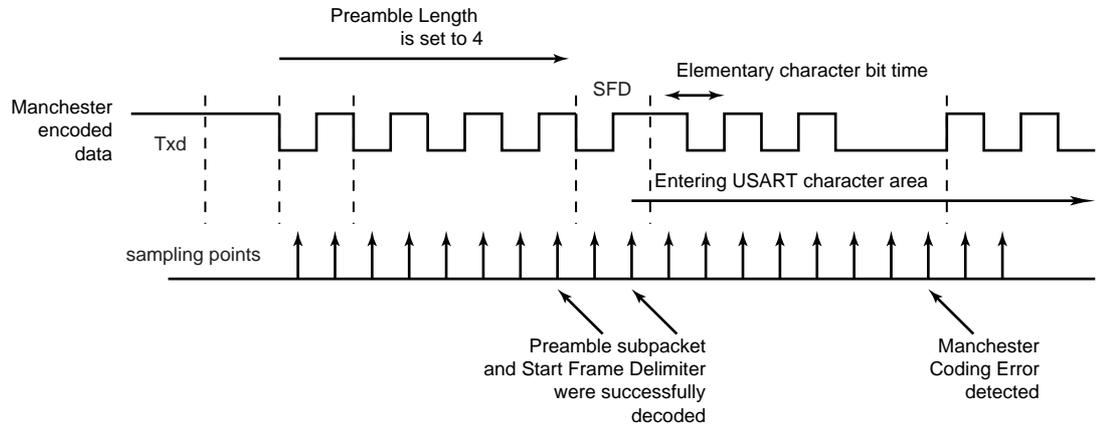 Preamble Length
is set to 4
Elementary character bit time
SFD
Manchester
encoded
data
Txd
Entering USART character area
sampling points
Preamble subpacket
and Start Frame Delimiter
were successfully
decoded
Manchester
Coding Error
detected